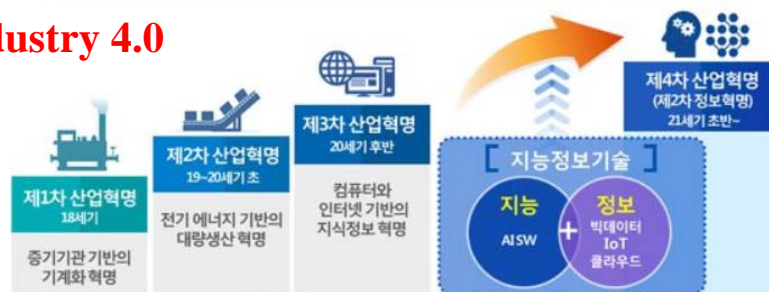 dustry 4.0
제1차 산업혁명
18세기
증기기관 기반의
기계화 혁명
제2차 산업혁명
19~20세기 초
전기 에너지 기반의
대량생산 혁명
제3차 산업혁명
20세기 후반
컴퓨터와
인터넷 기반의
지식정보 혁명
[ 지능정보기술 ]
지능
AI SW
+
정보
빅데이터
IoT
클라우드
제4차 산업혁명
(제2차 정보혁명)
21세기 초반~